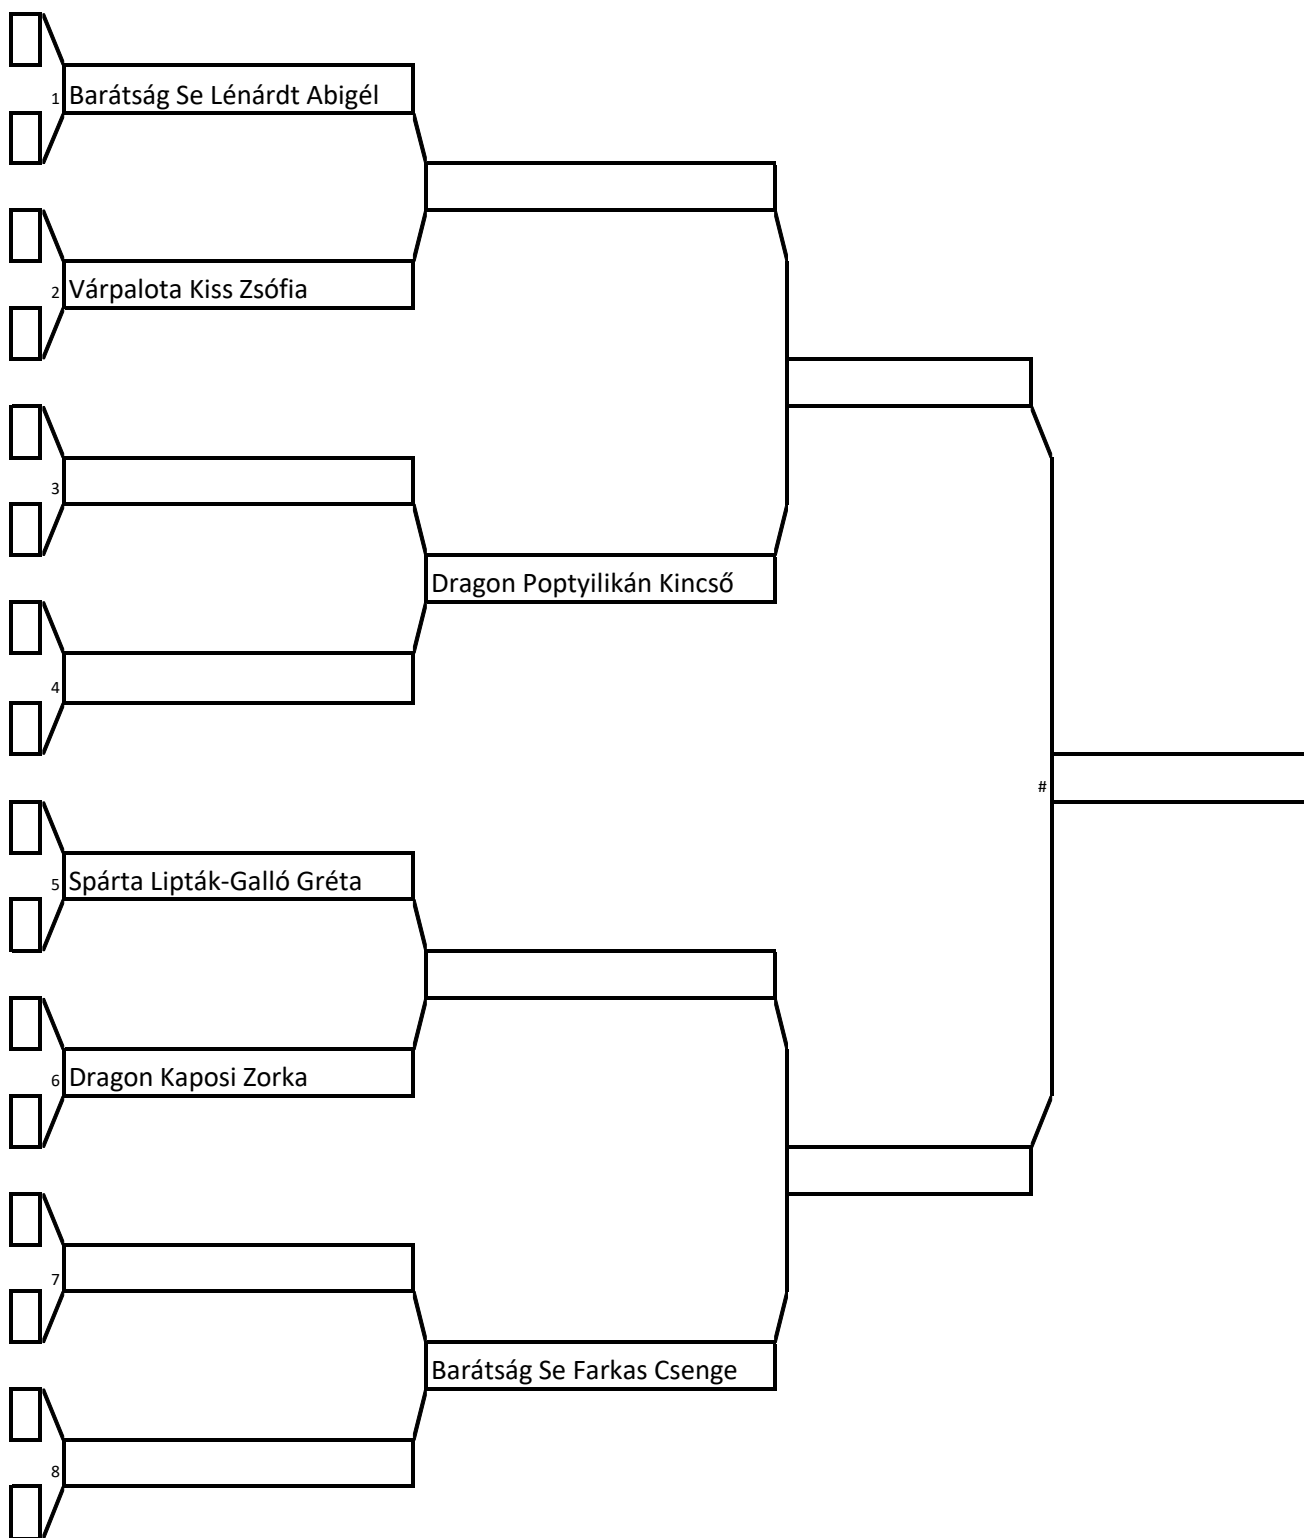 1 Barátság Se Lénárdt Abigél
2 Várpalota Kiss Zsófia
3
Dragon Poptyilikán Kincső
4
#
5 Spárta Lipták-Galló Gréta
6 Dragon Kaposi Zorka
7
Barátság Se Farkas Csenge
8